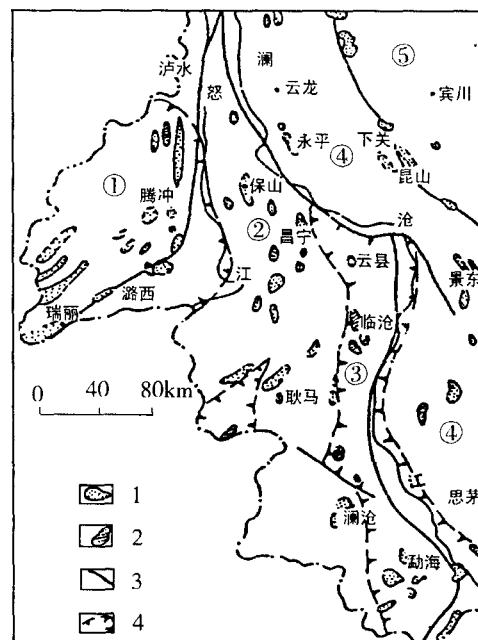 泸水
澜
⑤
怒
云龙
宾川
永平
下关
④
昆山
①
保山
腾冲
②
昌宁
沧
云县
江
景东
潞西
瑞丽
临沧
③
0 40 80km
耿马
④
江
思茅
1
澜沧
2
勐海
3
4